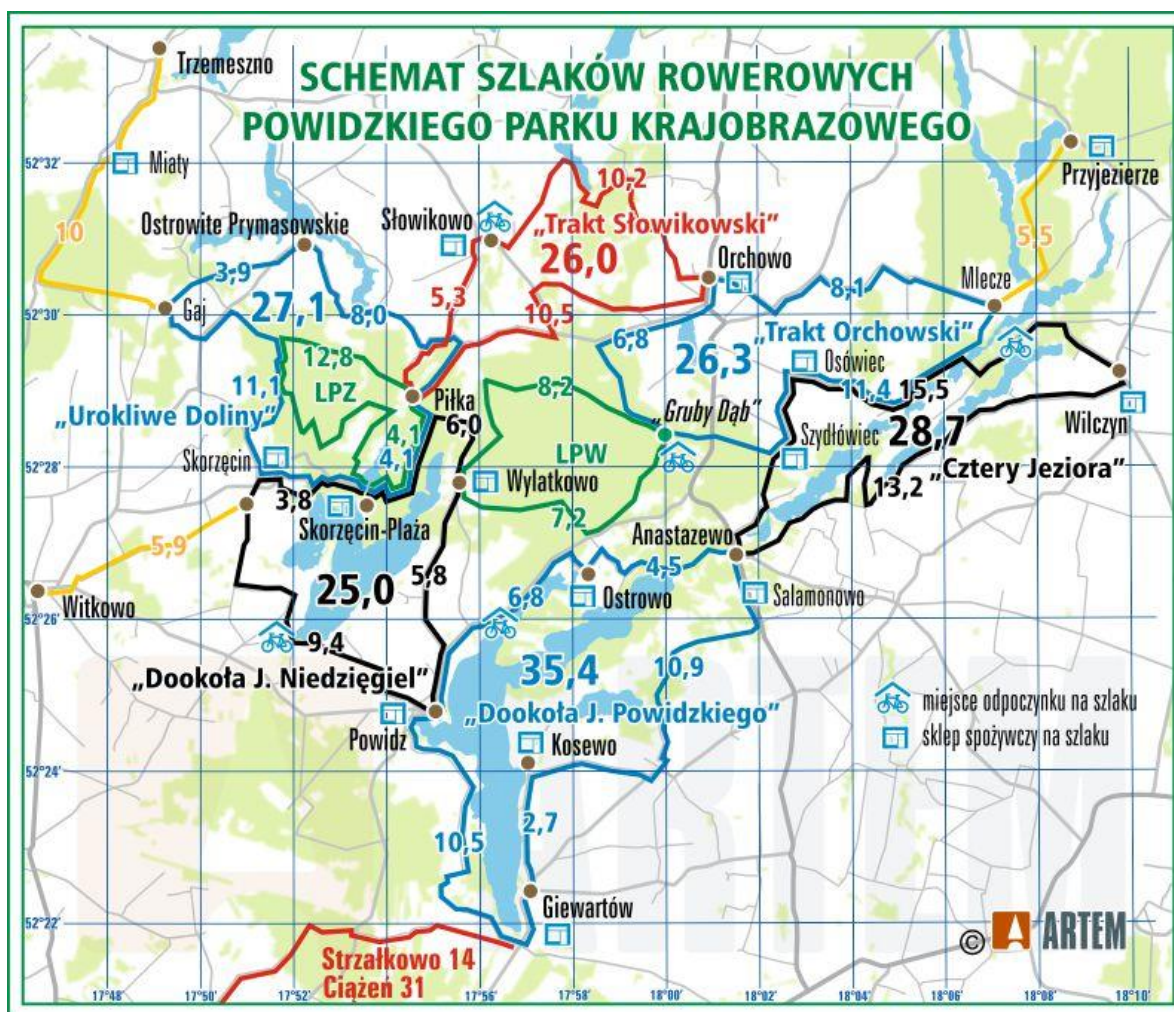 SCHEMAT SZLAKÓW ROWEROWYCH
POWIDZKIEGO PARKU KRAJOBRAZOWEGO
Trzemeszno
52°32'
Miaty
Przyjezierze
10,2
Słowikowo
Ostrowite Prymasowskie
„Trakt Słowikowski”
26,0
10
5,5
3,9
Orchowo
Mlecze
5,3
8,1
52°30'
Gaj
27,1
8,0
10,5
6,8
„Trakt Orchowski”
26,3
Osówiec
12,8
LPZ
11,1
8,2
11,4
15,5
Piłka
„Urokliwe Doliny”
6,0
„Gruby Dąb”
Wilczyn
4,1
4,1
Szydłówiec
28,7
LPW
Skorzęcin
52°28'
„Cztery Jeziora”
Wylatkowo
13,2
3,8
Skorzęcin-Plaża
7,2
Anastazewo
5,9
5,8
4,5
25,0
Witkowo
6,8
Ostrowo
Salamonowo
52°26'
9,4
35,4
10,9
„Dookoła J. Niedzięgiel”
miejsce odpoczynku na szlaku
„Dookoła J. Powidzkiego”
Powidz
Kosewo
sklep spożywczy na szlaku
52°24'
10,5
2,7
Giewartów
52°22'
© ARTEM
Strzałkowo 14
Ciążeń 31
17°48' 17°50' 17°52' 17°56' 17°58' 18°00' 18°02' 18°04' 18°06' 18°08' 18°10'
ARTEM